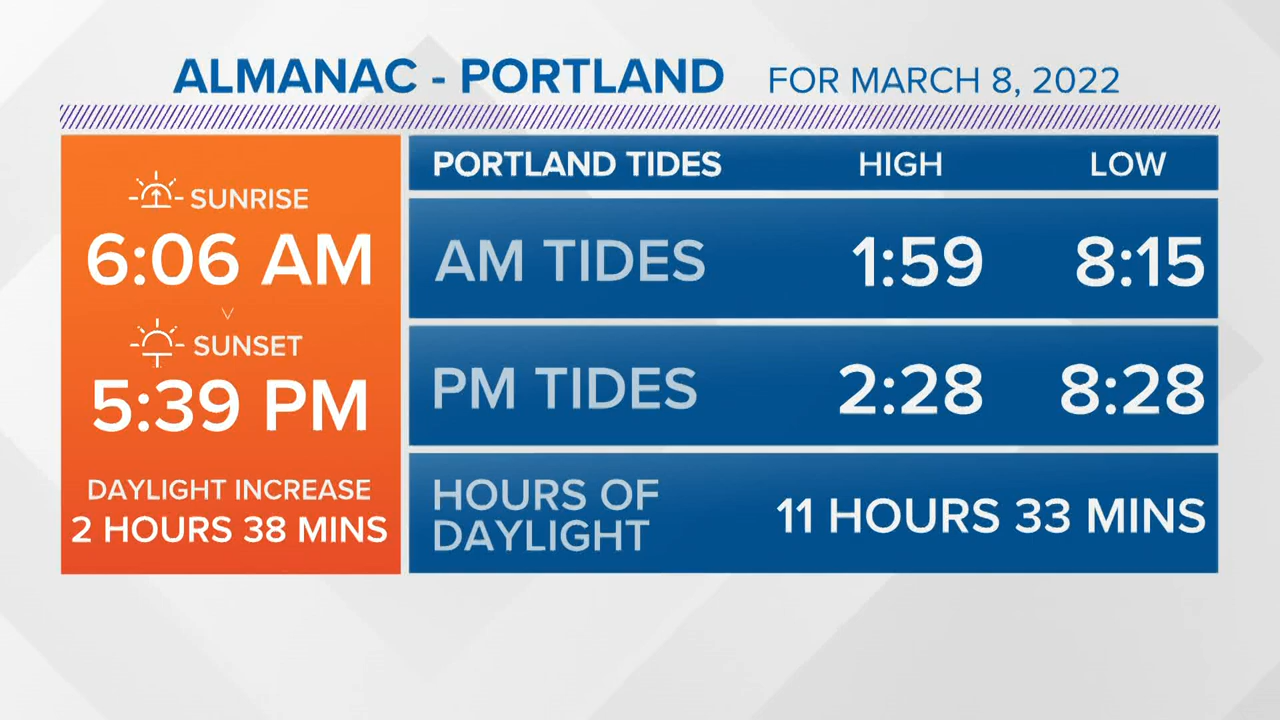 ALMANAC - PORTLAND FOR MARCH 8, 2022
SUNRISE
6:06 AM
SUNSET
5:39 PM
DAYLIGHT INCREASE
2 HOURS 38 MINS
PORTLAND TIDES HIGH LOW
AM TIDES 1:59 8:15
PM TIDES 2:28 8:28
HOURS OF
DAYLIGHT
11 HOURS 33 MINS